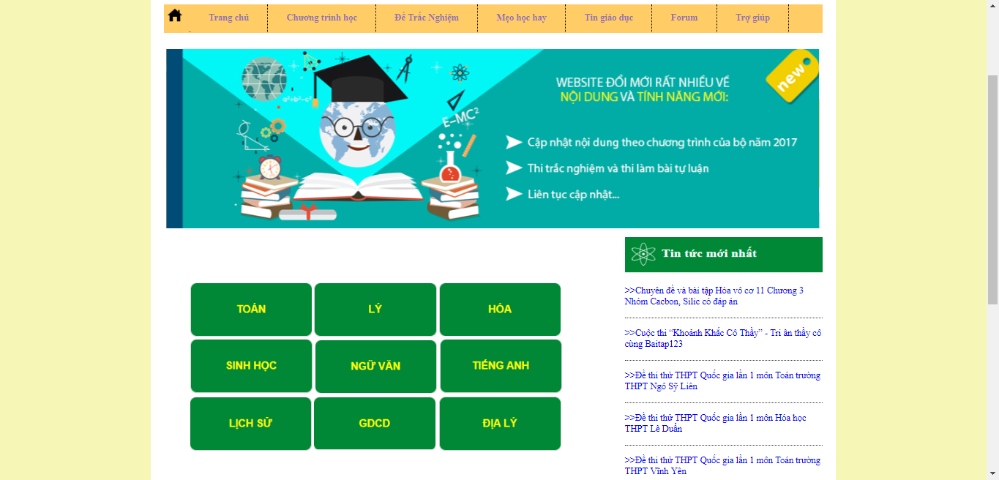 Trang chủ
Chương trình học
Đề Trắc Nghiệm
Mẹo học hay
Tin giáo dục
Forum
Trợ giúp
a²+b²=c²
E=MC²
WEBSITE ĐỔI MỚI RẤT NHIỀU VỀ
NỘI DUNG VÀ TÍNH NĂNG MỚI:
new
Cập nhật nội dung theo chương trình của bộ năm 2017
Thi trắc nghiệm và thi làm bài tự luận
Liên tục cập nhật...
TOÁN
LÝ
HÓA
SINH HỌC
NGỮ VĂN
TIẾNG ANH
LỊCH SỬ
GDCD
ĐỊA LÝ
Tin tức mới nhất
>>Chuyên đề và bài tập Hóa vô cơ 11 Chương 3
Nhóm Cacbon, Silic có đáp án
>>Cuộc thi “Khoảnh Khắc Cô Thầy” - Tri ân thầy cô
cùng Baitap123
>>Đề thi thử THPT Quốc gia lần 1 môn Toán trường
THPT Ngô Sỹ Liên
>>Đề thi thử THPT Quốc gia lần 1 môn Hóa học
THPT Lê Duẩn
>>Đề thi thử THPT Quốc gia lần 1 môn Toán trường
THPT Vĩnh Yên